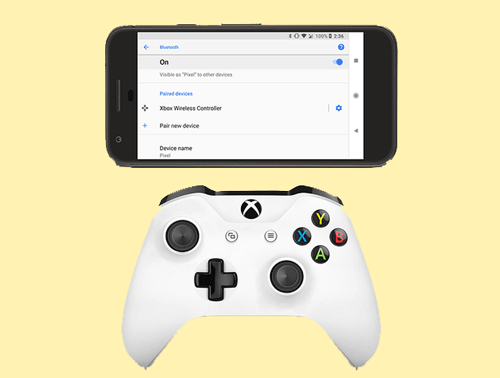 100% 2:36
Bluetooth
On
Visible as "Pixel" to other devices
Paired devices
Xbox Wireless Controller
Pair new device
Device name
Pixel
Y
X B
A